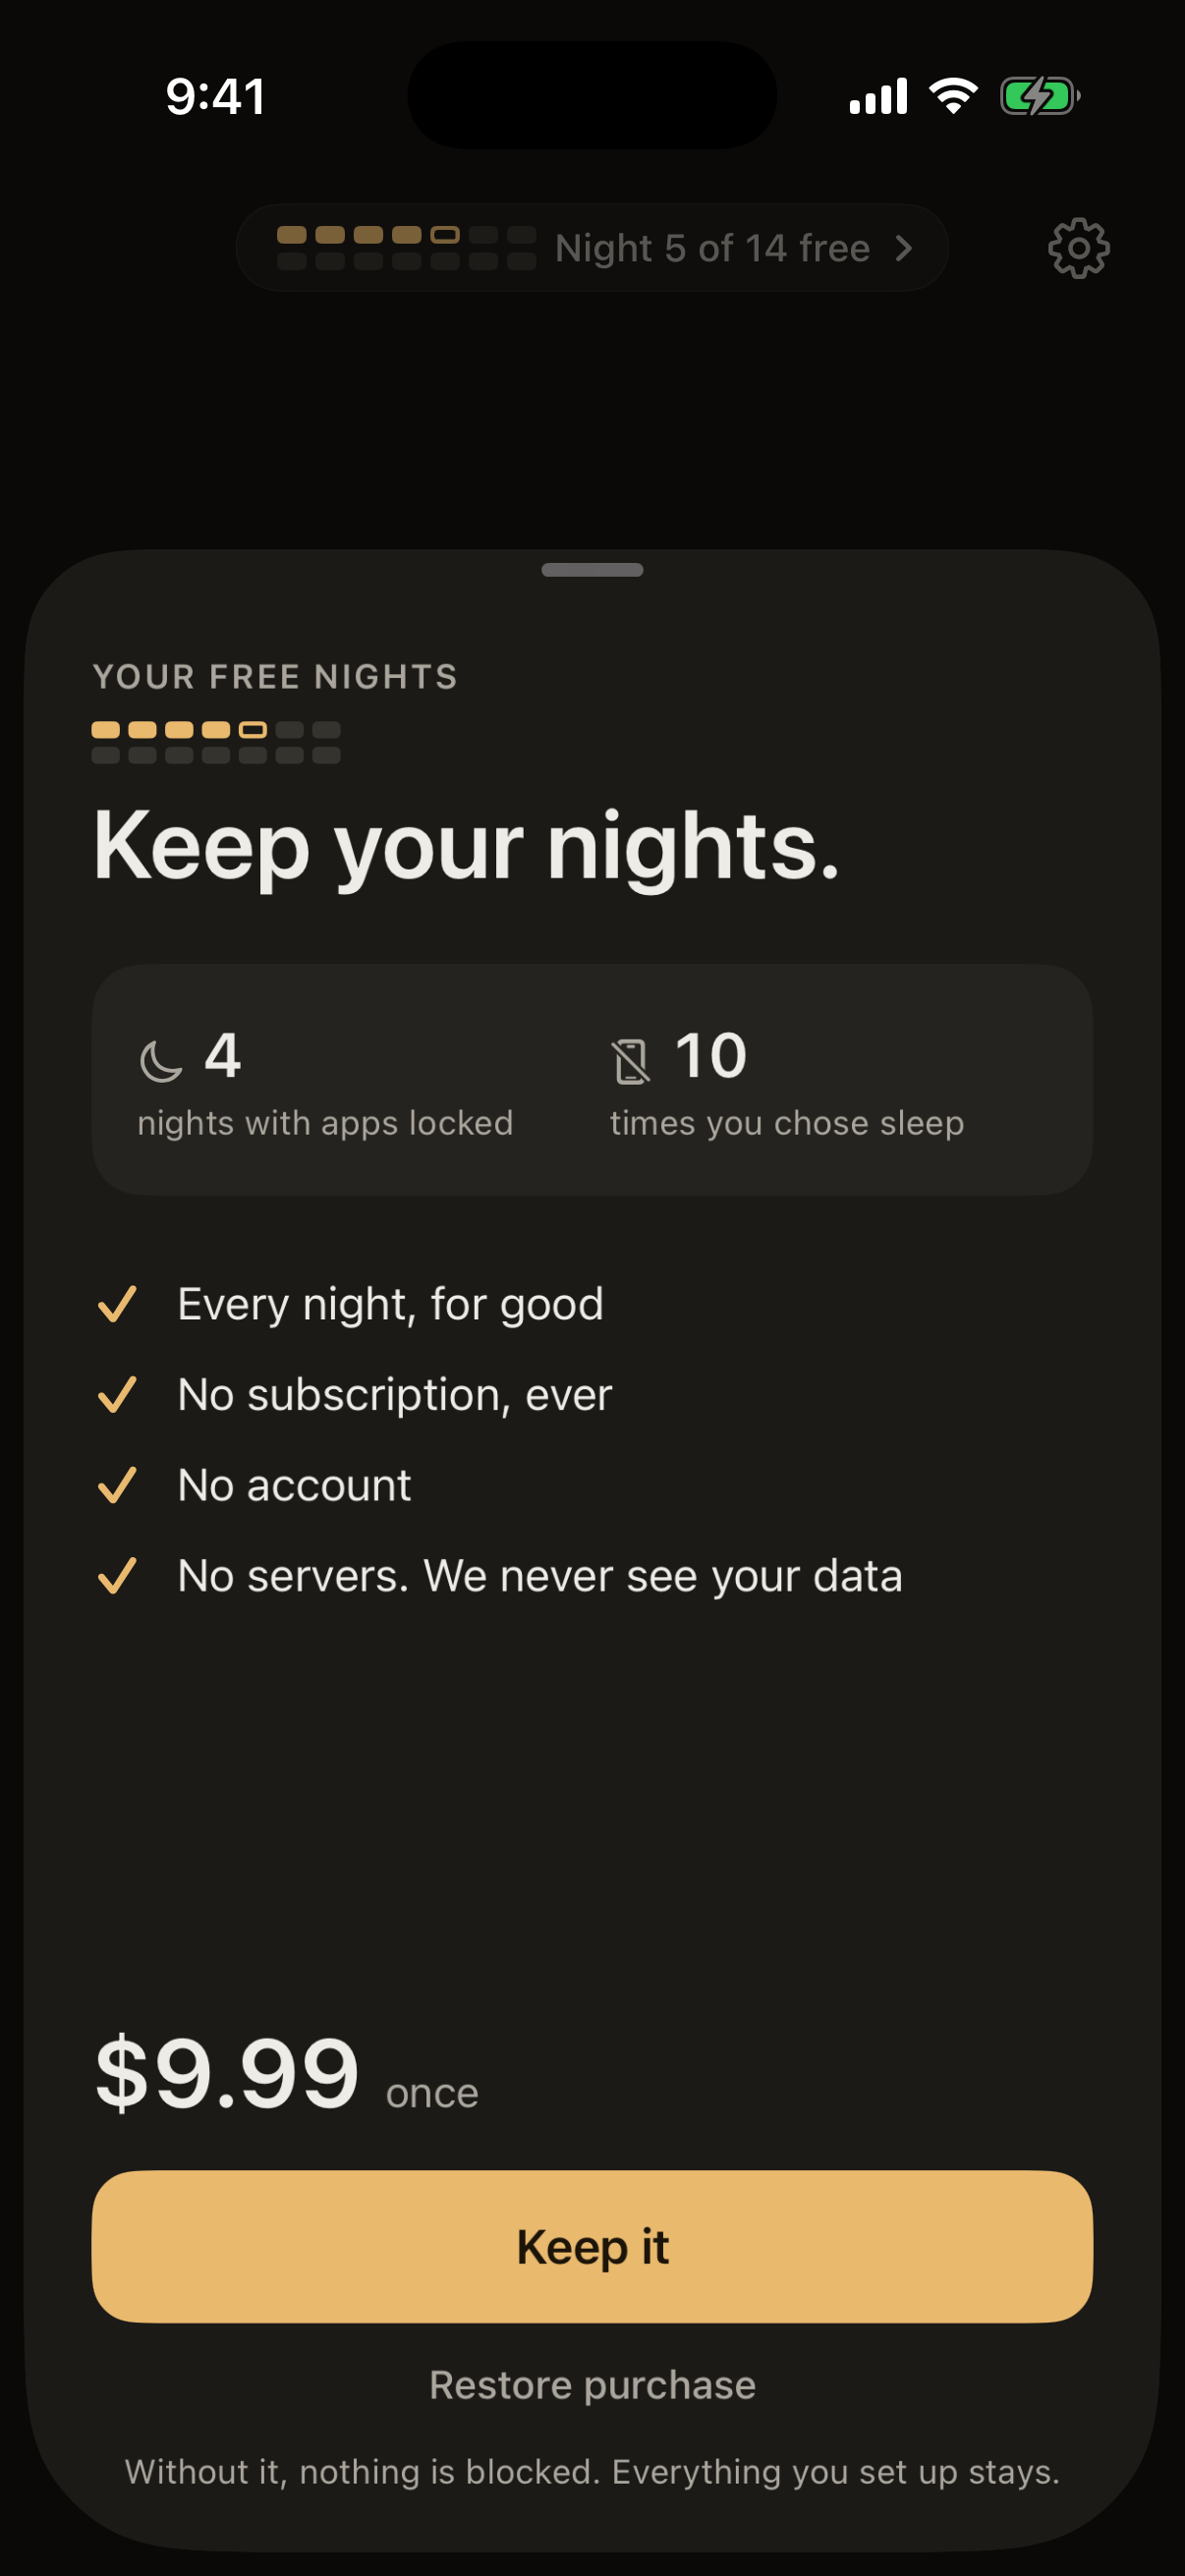 9:41
Night 5 of 14 free
YOUR FREE NIGHTS
Keep your nights.
4
nights with apps locked
10
times you chose sleep
Every night, for good
No subscription, ever
No account
No servers. We never see your data
$9.99 once
Keep it
Restore purchase
Without it, nothing is blocked. Everything you set up stays.